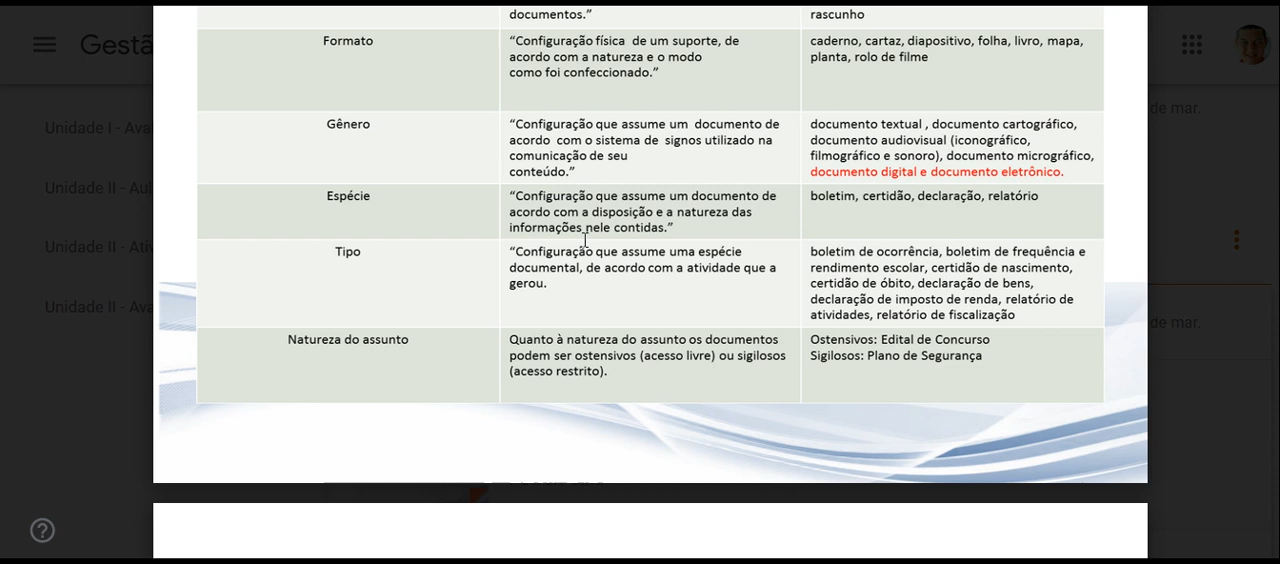 documentos.”
rascunho
Gestã
Formato
“Configuração física de um suporte, de
acordo com a natureza e o modo
como foi confeccionado.”
caderno, cartaz, diapositivo, folha, livro, mapa,
planta, rolo de filme
de mar.
Unidade I - Ava
Gênero
“Configuração que assume um documento de
acordo com o sistema de signos utilizado na
comunicação de seu
conteúdo.”
documento textual , documento cartográfico,
documento audiovisual (iconográfico,
filmográfico e sonoro), documento micrográfico,
documento digital e documento eletrônico.
Unidade II - Aul
Espécie
“Configuração que assume um documento de
acordo com a disposição e a natureza das
informações nele contidas.”
boletim, certidão, declaração, relatório
Unidade II - Ativ
Tipo
“Configuração que assume uma espécie
documental, de acordo com a atividade que a
gerou.
boletim de ocorrência, boletim de frequência e
rendimento escolar, certidão de nascimento,
certidão de óbito, declaração de bens,
declaração de imposto de renda, relatório de
atividades, relatório de fiscalização
Unidade II - Ava
de mar.
Natureza do assunto
Quanto à natureza do assunto os documentos
podem ser ostensivos (acesso livre) ou sigilosos
(acesso restrito).
Ostensivos: Edital de Concurso
Sigilosos: Plano de Segurança